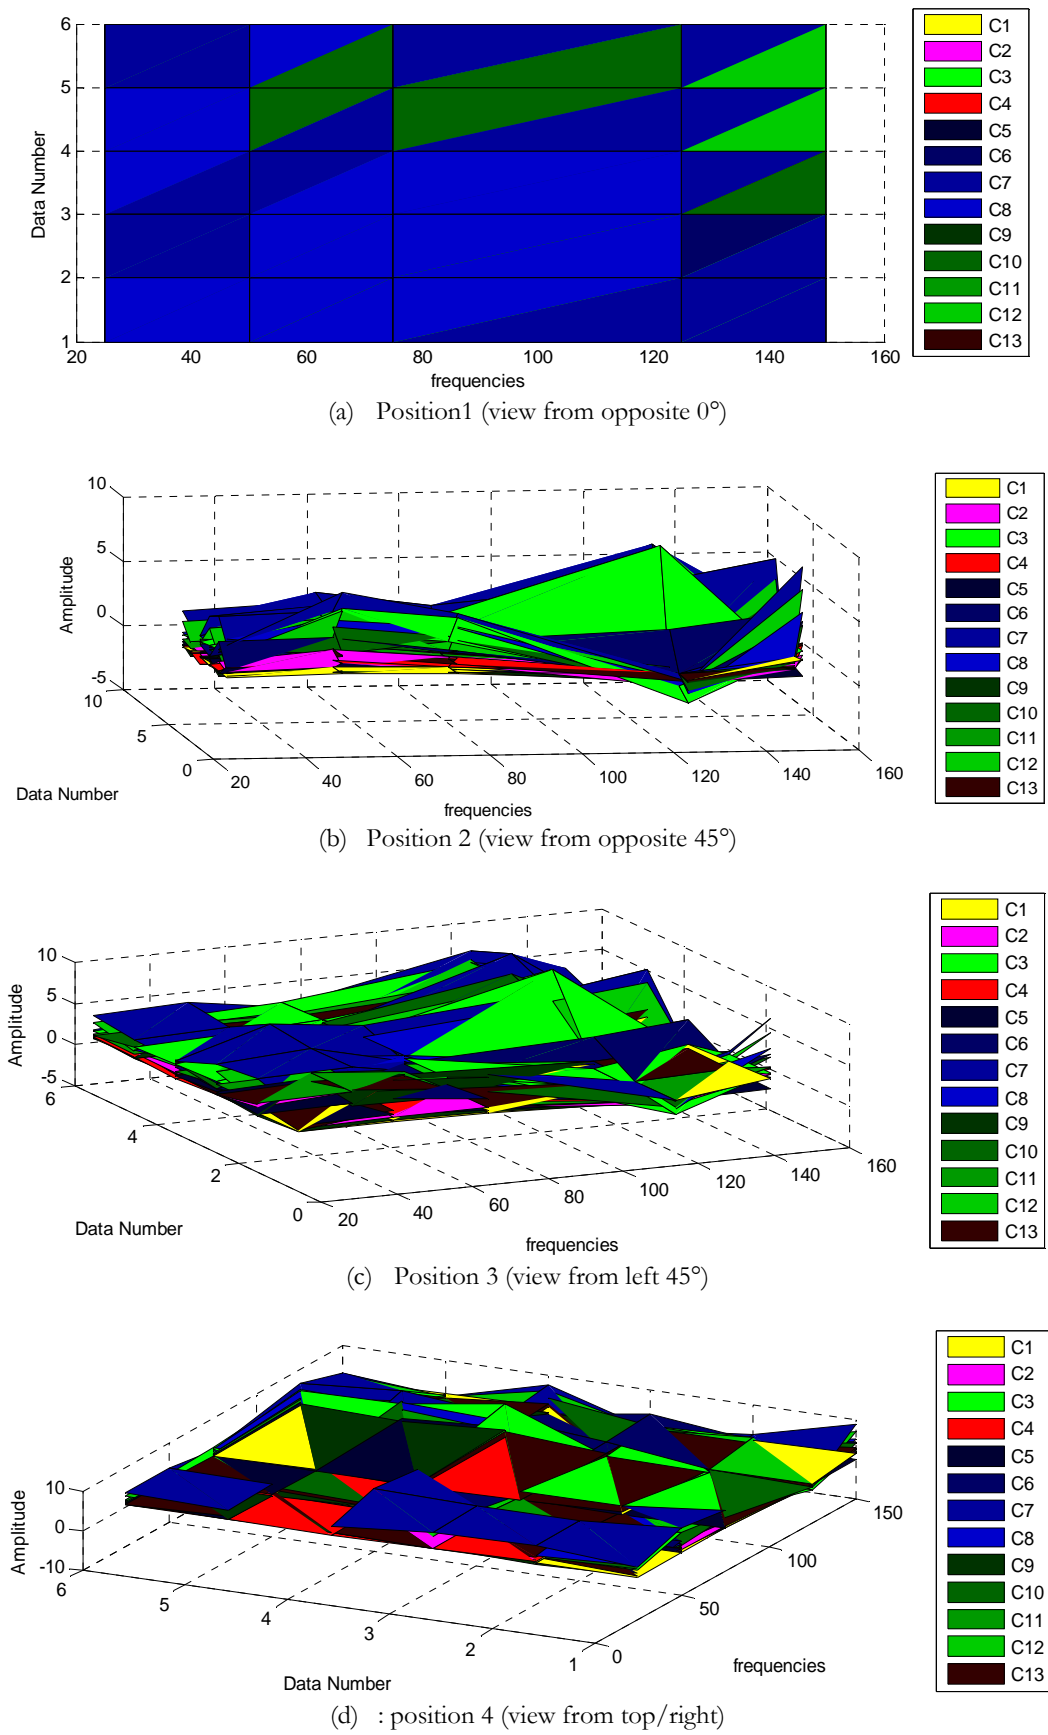 6
5
4
3
2
1
Data Number
20
40
60
80
100
120
140
160
frequencies
C1
C2
C3
C4
C5
C6
C7
C8
C9
C10
C11
C12
C13
(a) Position1 (view from opposite 0°)
10
5
0
-5
Amplitude
10
5
0
Data Number
20
40
60
80
100
120
140
160
frequencies
C1
C2
C3
C4
C5
C6
C7
C8
C9
C10
C11
C12
C13
(b) Position 2 (view from opposite 45°)
10
5
0
-5
Amplitude
6
4
2
0
Data Number
20
40
60
80
100
120
140
160
frequencies
C1
C2
C3
C4
C5
C6
C7
C8
C9
C10
C11
C12
C13
(c) Position 3 (view from left 45°)
10
0
-10
Amplitude
6
5
4
3
2
1
Data Number
0
50
100
150
frequencies
C1
C2
C3
C4
C5
C6
C7
C8
C9
C10
C11
C12
C13
(d) : position 4 (view from top/right)